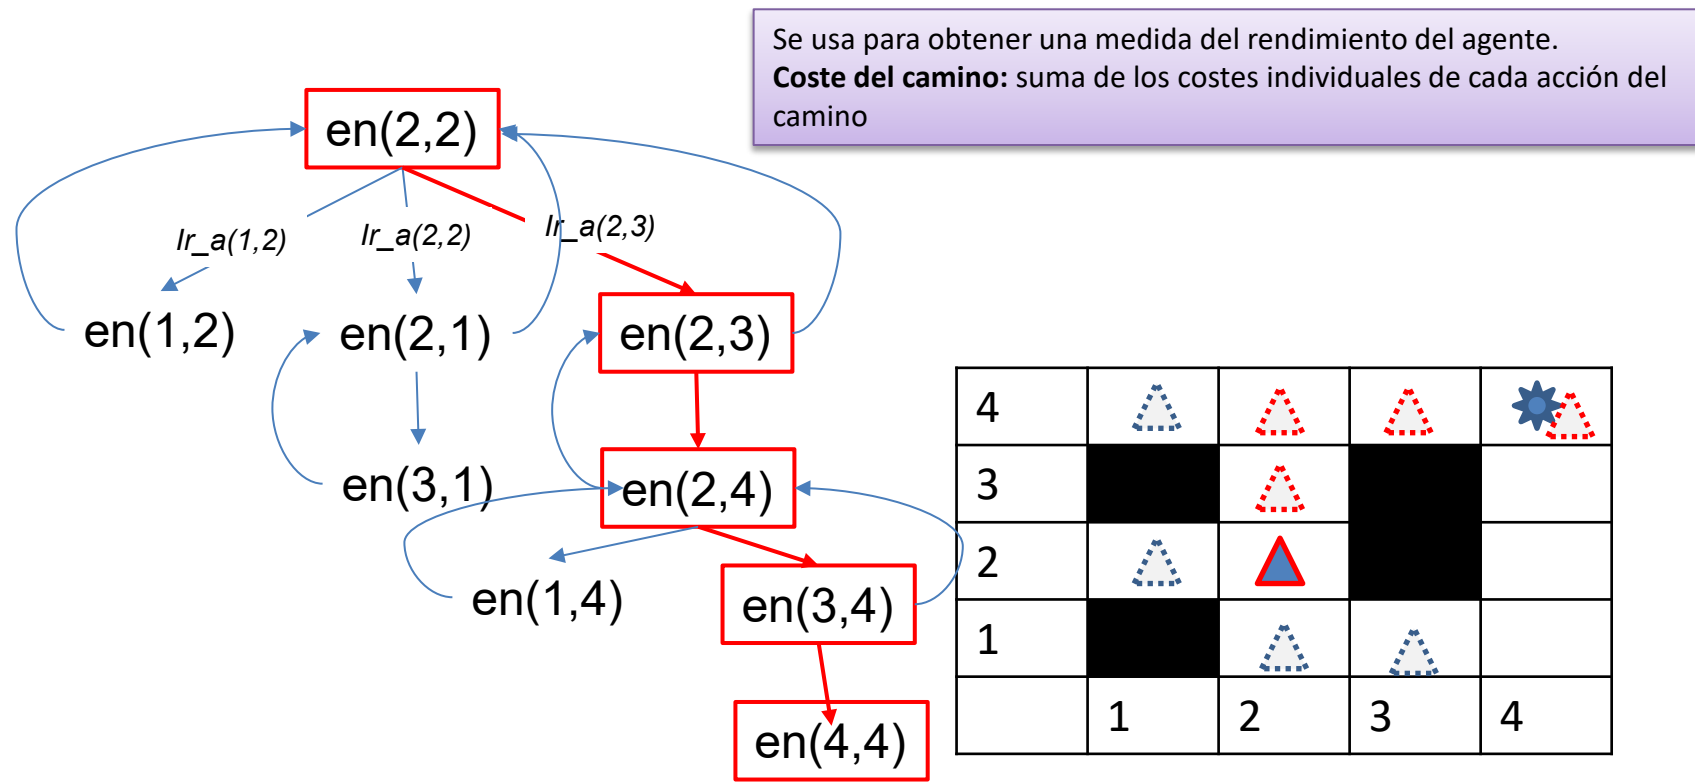 Se usa para obtener una medida del rendimiento del agente.
Coste del camino: suma de los costes individuales de cada acción del
camino
en(2,2)
Ir_a(1,2)
Ir_a(2,2)
Ir_a(2,3)
en(1,2)
en(2,1)
en(2,3)
en(3,1)
en(2,4)
en(1,4)
en(3,4)
en(4,4)
4
3
2
1
1 2 3 4